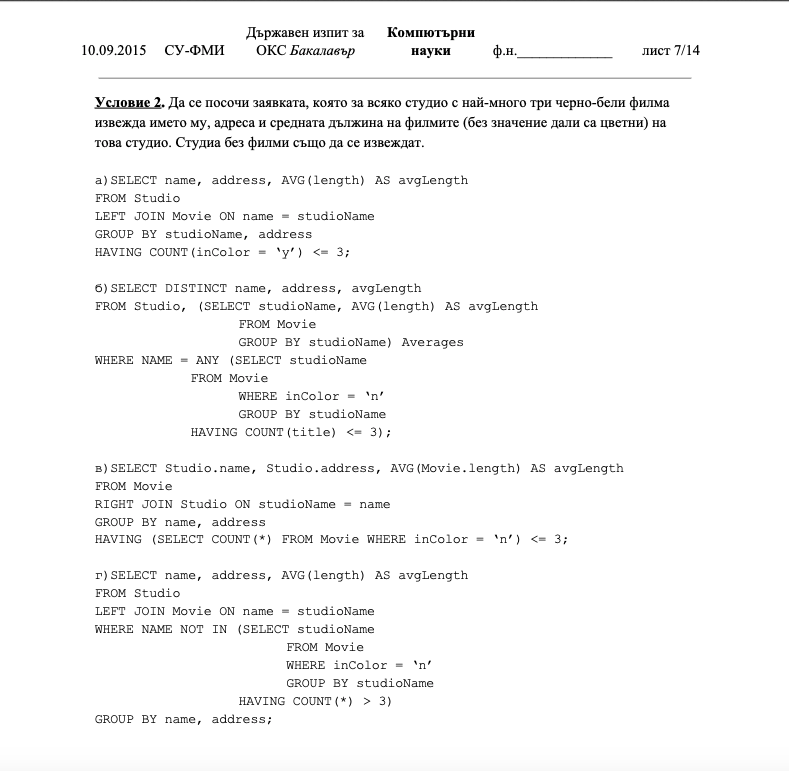 Държавен изпит за Компютърни
10.09.2015 СУ-ФМИ ОКС Бакалавър науки ф.н.______________ лист 7/14
Условие 2. Да се посочи заявката, която за всяко студио с най-много три черно-бели филма
извежда името му, адреса и средната дължина на филмите (без значение дали са цветни) на
това студио. Студиа без филми също да се извеждат.
а)SELECT name, address, AVG(length) AS avgLength
FROM Studio
LEFT JOIN Movie ON name = studioName
GROUP BY studioName, address
HAVING COUNT(inColor = ‘y’) <= 3;
б)SELECT DISTINCT name, address, avgLength
FROM Studio, (SELECT studioName, AVG(length) AS avgLength
FROM Movie
GROUP BY studioName) Averages
WHERE NAME = ANY (SELECT studioName
FROM Movie
WHERE inColor = ‘n’
GROUP BY studioName
HAVING COUNT(title) <= 3);
в)SELECT Studio.name, Studio.address, AVG(Movie.length) AS avgLength
FROM Movie
RIGHT JOIN Studio ON studioName = name
GROUP BY name, address
HAVING (SELECT COUNT(*) FROM Movie WHERE inColor = ‘n’) <= 3;
г)SELECT name, address, AVG(length) AS avgLength
FROM Studio
LEFT JOIN Movie ON name = studioName
WHERE NAME NOT IN (SELECT studioName
FROM Movie
WHERE inColor = ‘n’
GROUP BY studioName
HAVING COUNT(*) > 3)
GROUP BY name, address;